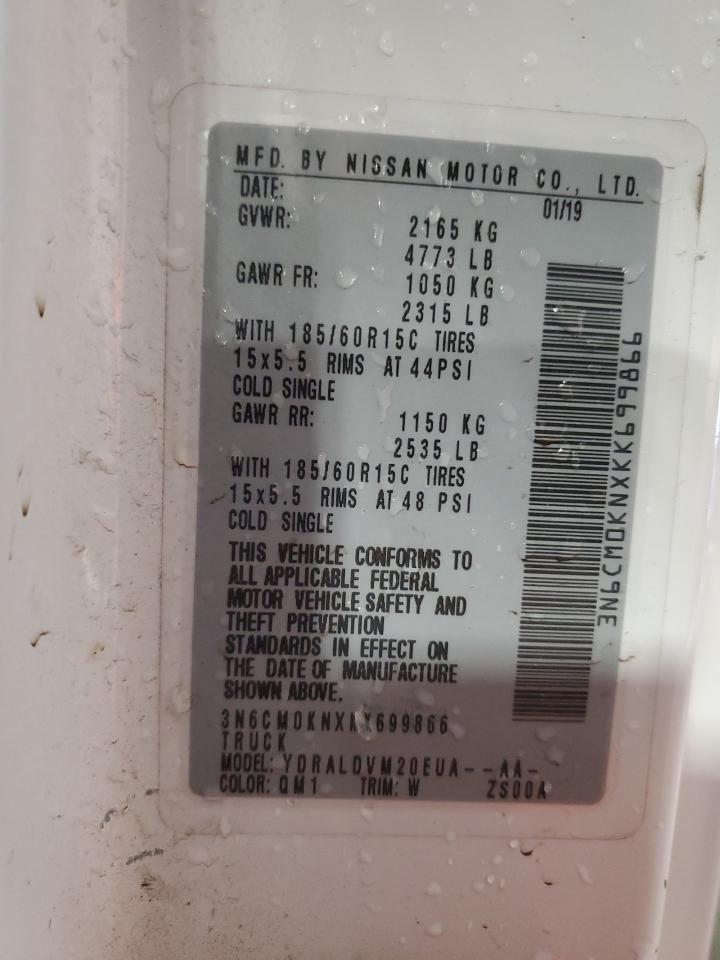 MFD. BY NISSAN MOTOR CO., LTD.
DATE: 01/19
GVWR: 2165 KG
4773 LB
GAWR FR: 1050 KG
2315 LB
WITH 185/60R15C TIRES
15x5.5 RIMS AT 44PSI
COLD SINGLE
GAWR RR: 1150 KG
2535 LB
WITH 185/60R15C TIRES
15x5.5 RIMS AT 48 PSI
COLD SINGLE
THIS VEHICLE CONFORMS TO
ALL APPLICABLE FEDERAL
MOTOR VEHICLE SAFETY AND
THEFT PREVENTION
STANDARDS IN EFFECT ON
THE DATE OF MANUFACTURE
SHOWN ABOVE.
3N6CM0KNXKK699866
TRUCK
MODEL: YDRALDVM20EUA--AA-
COLOR: QM1 TRIM: W ZS00A
3N6CM0KNXKK699866